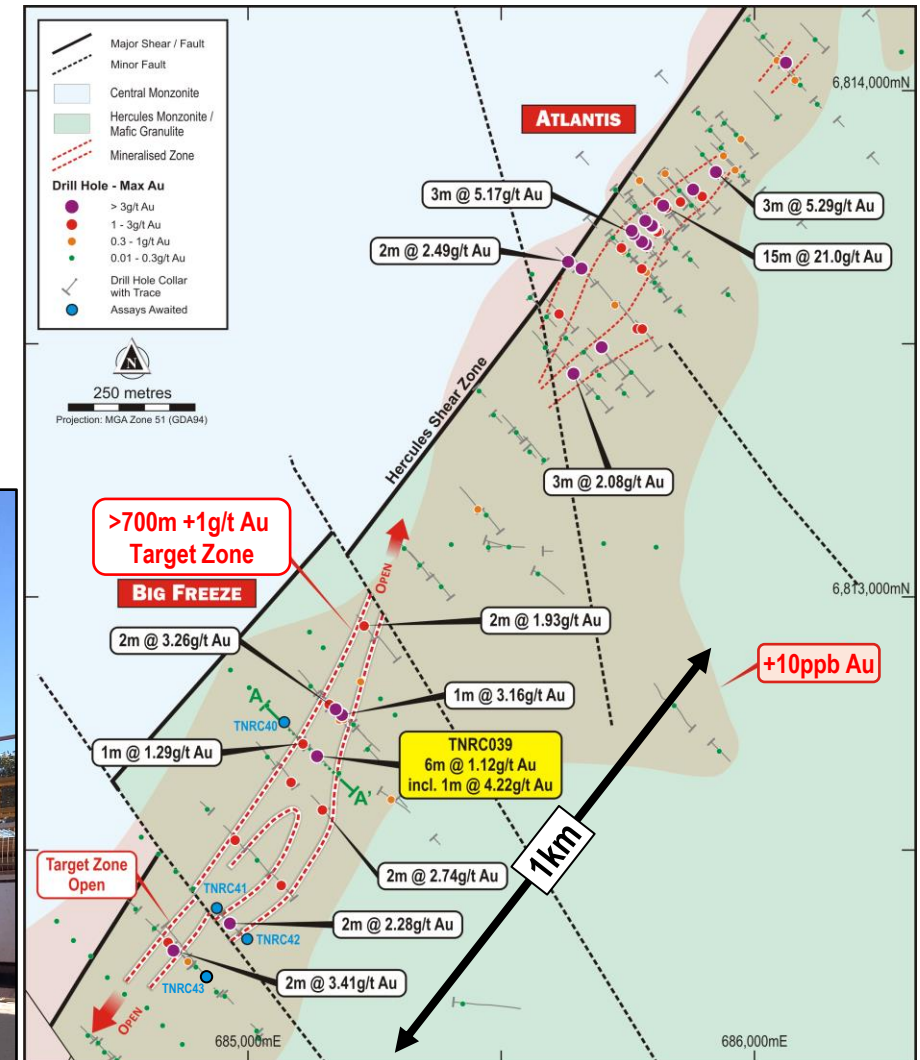 Major Shear / Fault
Minor Fault
Central Monzonite
Hercules Monzonite /
Mafic Granulite
Mineralised Zone
Drill Hole - Max Au
> 3g/t Au
1 - 3g/t Au
0.3 - 1g/t Au
0.01 - 0.3g/t Au
Drill Hole Collar
with Trace
Assays Awaited
N
250 metres
Projection: MGA Zone 51 (GDA94)
6,814,000mN
ATLANTIS
3m @ 5.17g/t Au
3m @ 5.29g/t Au
2m @ 2.49g/t Au
15m @ 21.0g/t Au
Hercules Shear Zone
3m @ 2.08g/t Au
>700m +1g/t Au
Target Zone
OPEN
BIG FREEZE
6,813,000mN
2m @ 1.93g/t Au
2m @ 3.26g/t Au
+10ppb Au
A
1m @ 3.16g/t Au
TNRC40
1m @ 1.29g/t Au
TNRC039
6m @ 1.12g/t Au
incl. 1m @ 4.22g/t Au
A'
1km
Target Zone
Open
2m @ 2.74g/t Au
TNRC41
2m @ 2.28g/t Au
TNRC42
2m @ 3.41g/t Au
TNRC43
OPEN
685,000mE
686,000mE